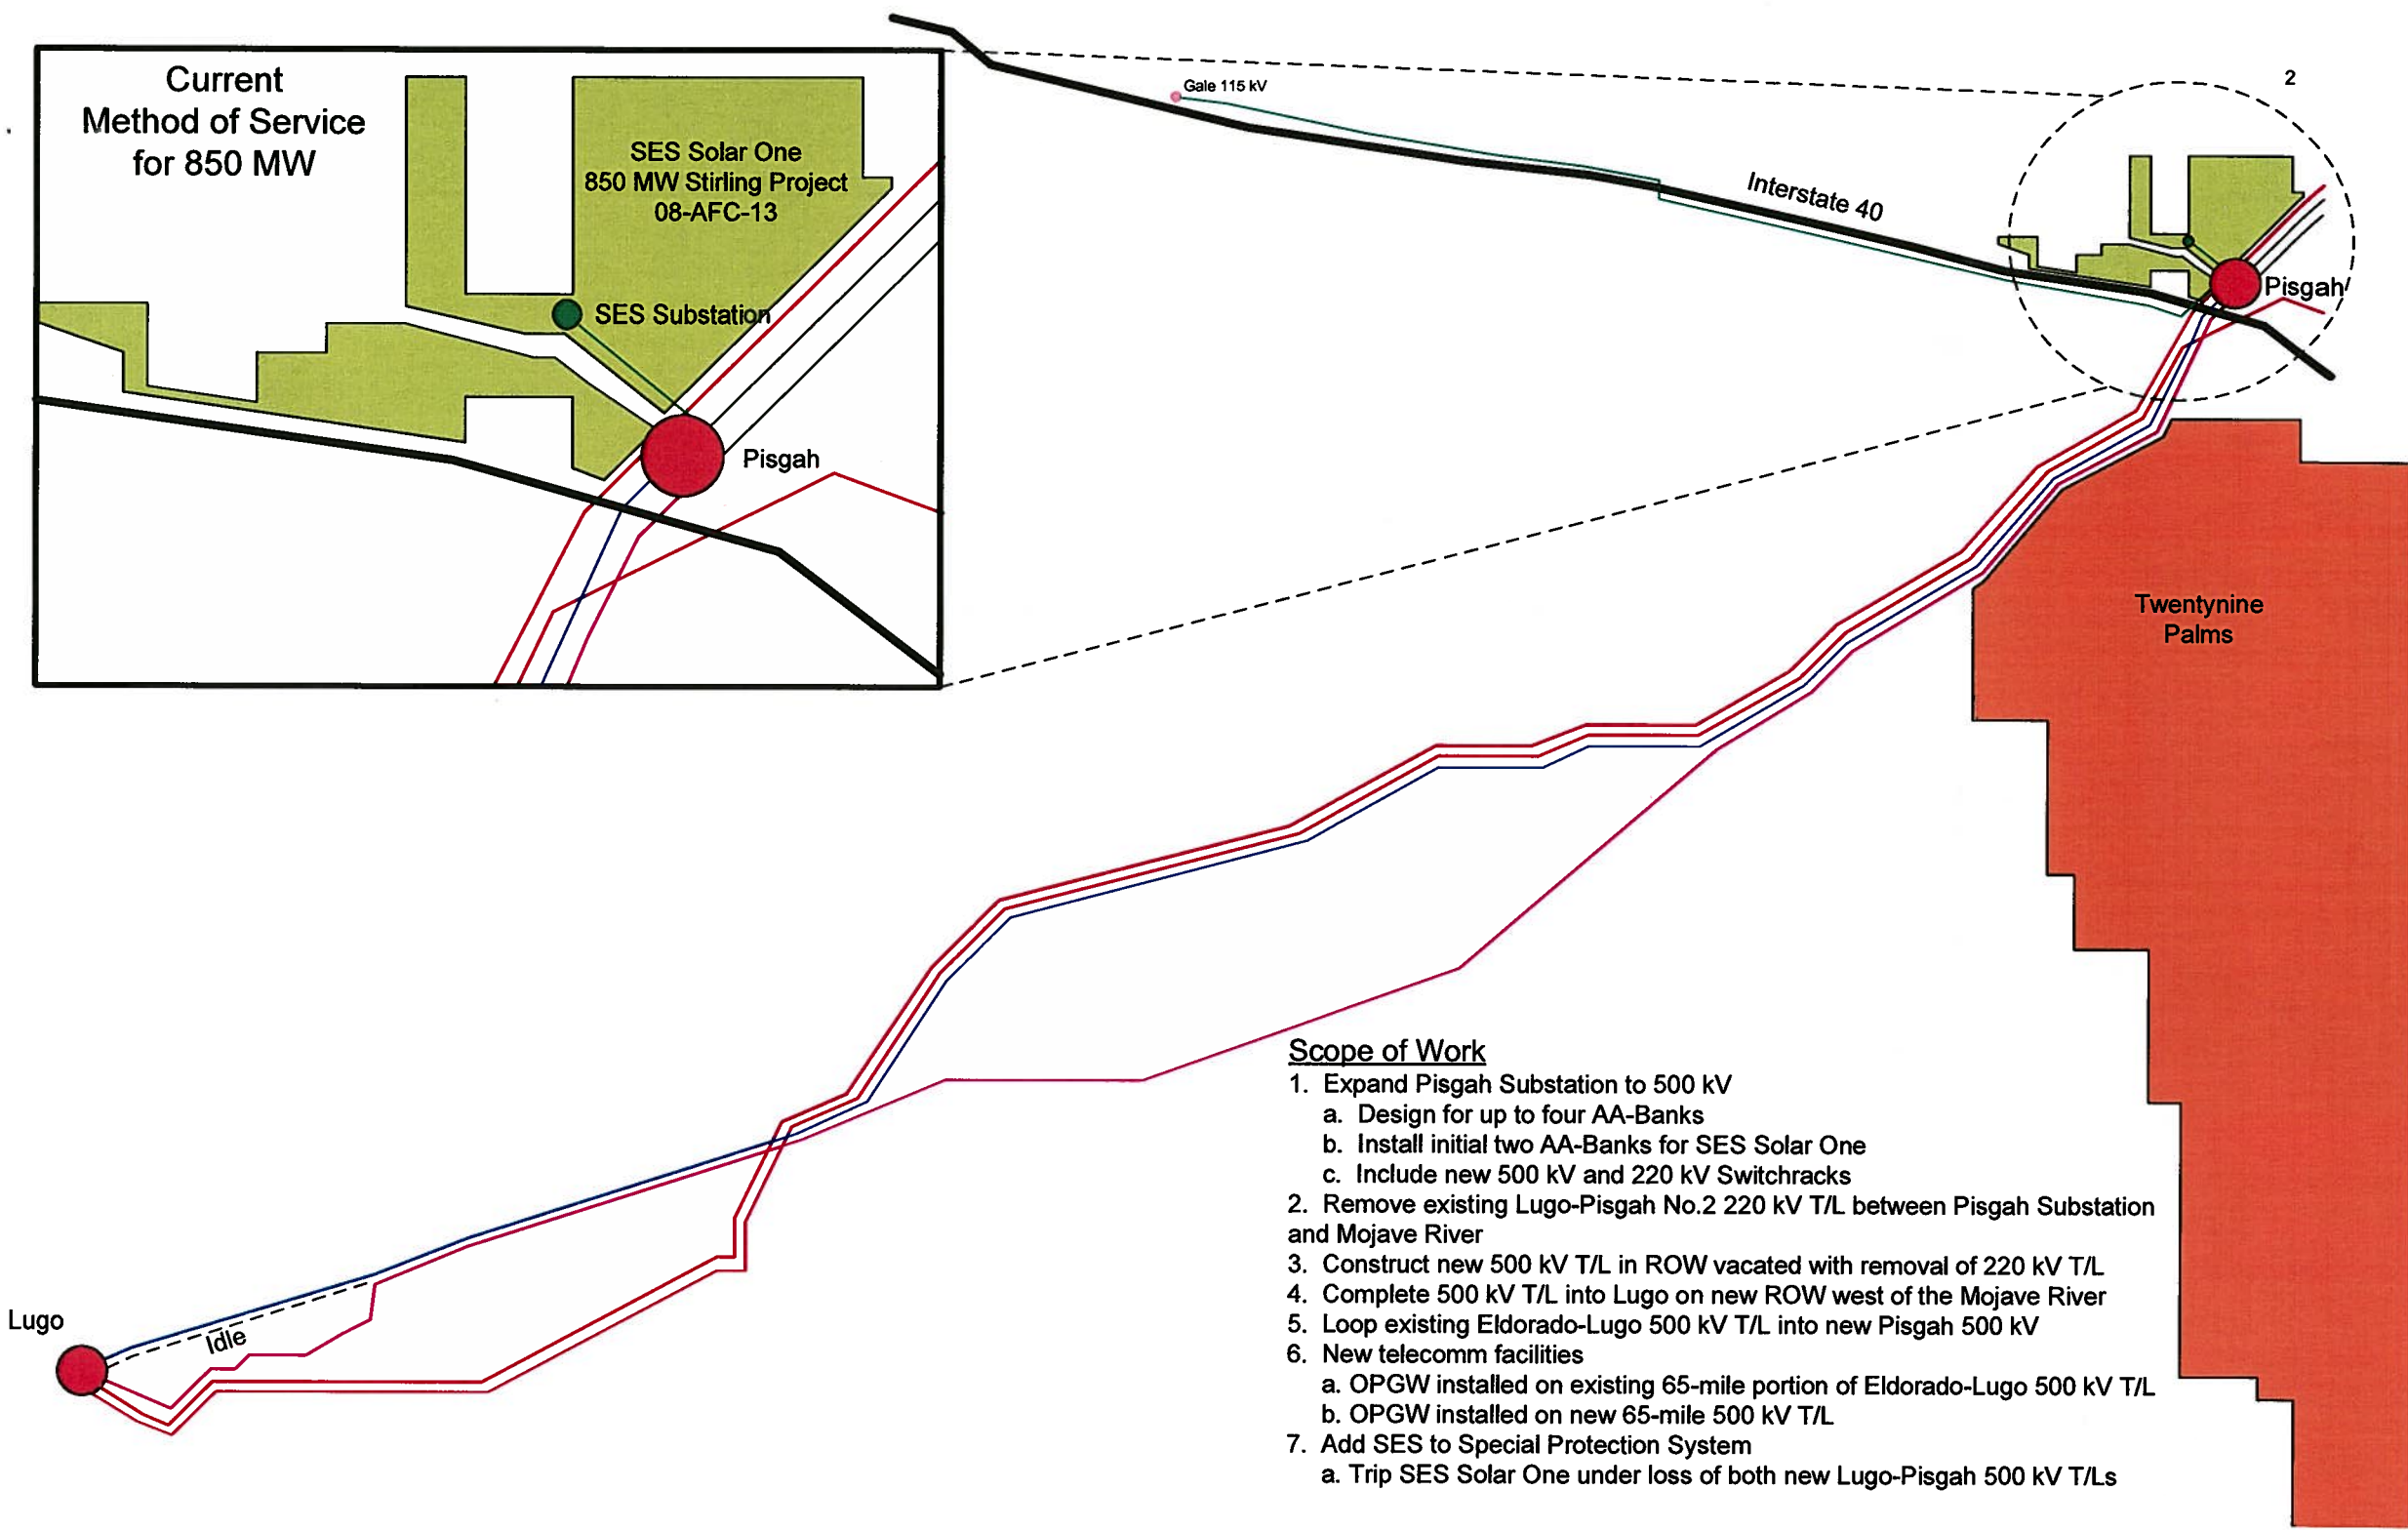 Current
Method of Service
for 850 MW
SES Solar One
850 MW Stirling Project
08-AFC-13
SES Substation
Pisgah
Gale 115 kV
Interstate 40
2
Pisgah
Twentynine
Palms
Lugo
Idle
Scope of Work
1. Expand Pisgah Substation to 500 kV
a. Design for up to four AA-Banks
b. Install initial two AA-Banks for SES Solar One
c. Include new 500 kV and 220 kV Switchracks
2. Remove existing Lugo-Pisgah No.2 220 kV T/L between Pisgah Substation
and Mojave River
3. Construct new 500 kV T/L in ROW vacated with removal of 220 kV T/L
4. Complete 500 kV T/L into Lugo on new ROW west of the Mojave River
5. Loop existing Eldorado-Lugo 500 kV T/L into new Pisgah 500 kV
6. New telecomm facilities
a. OPGW installed on existing 65-mile portion of Eldorado-Lugo 500 kV T/L
b. OPGW installed on new 65-mile 500 kV T/L
7. Add SES to Special Protection System
a. Trip SES Solar One under loss of both new Lugo-Pisgah 500 kV T/Ls